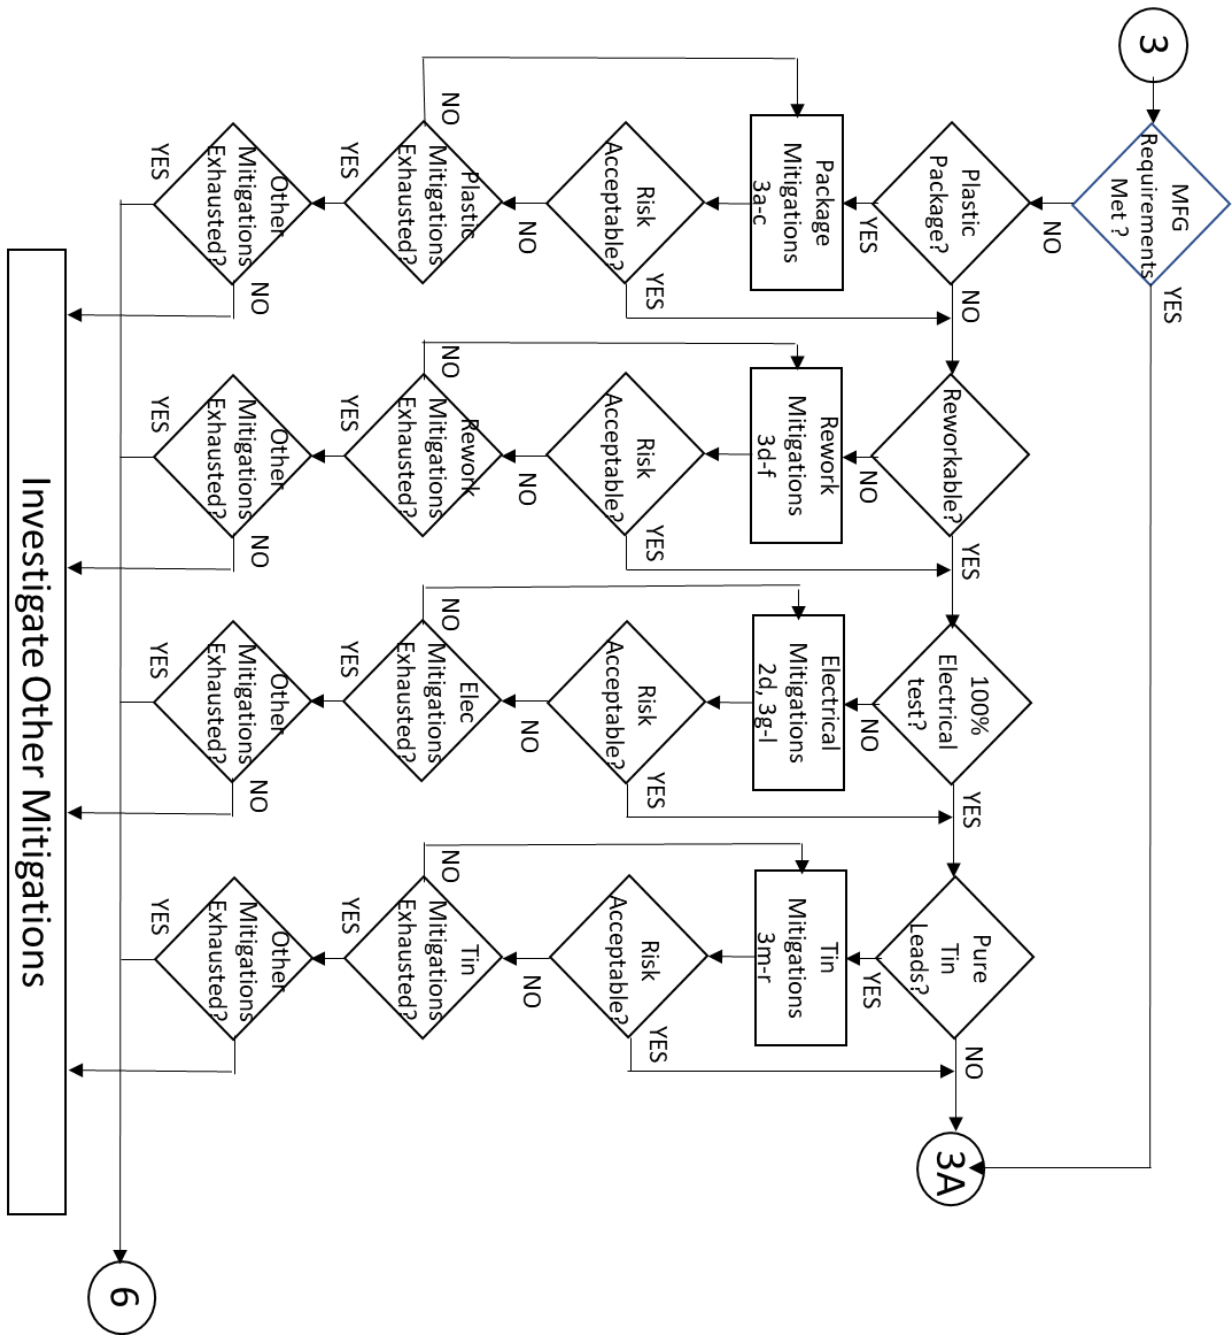 3
MFG
Requirements
Met ?
YES
NO
Plastic
Package?
NO
YES
Package
Mitigations
3a-c
Risk
Acceptable?
YES
NO
Plastic
Mitigations
Exhausted?
NO
YES
Other
Mitigations
Exhausted?
NO
YES
Reworkable?
YES
NO
Rework
Mitigations
3d-f
Risk
Acceptable?
YES
NO
Rework
Mitigations
Exhausted?
NO
YES
Other
Mitigations
Exhausted?
NO
YES
100%
Electrical
test?
YES
NO
Electrical
Mitigations
2d, 3g-l
Risk
Acceptable?
YES
NO
Elec
Mitigations
Exhausted?
NO
YES
Other
Mitigations
Exhausted?
NO
YES
Pure
Tin
Leads?
NO
YES
Tin
Mitigations
3m-r
Risk
Acceptable?
YES
NO
Tin
Mitigations
Exhausted?
NO
YES
Other
Mitigations
Exhausted?
YES
3A
6
Investigate Other Mitigations